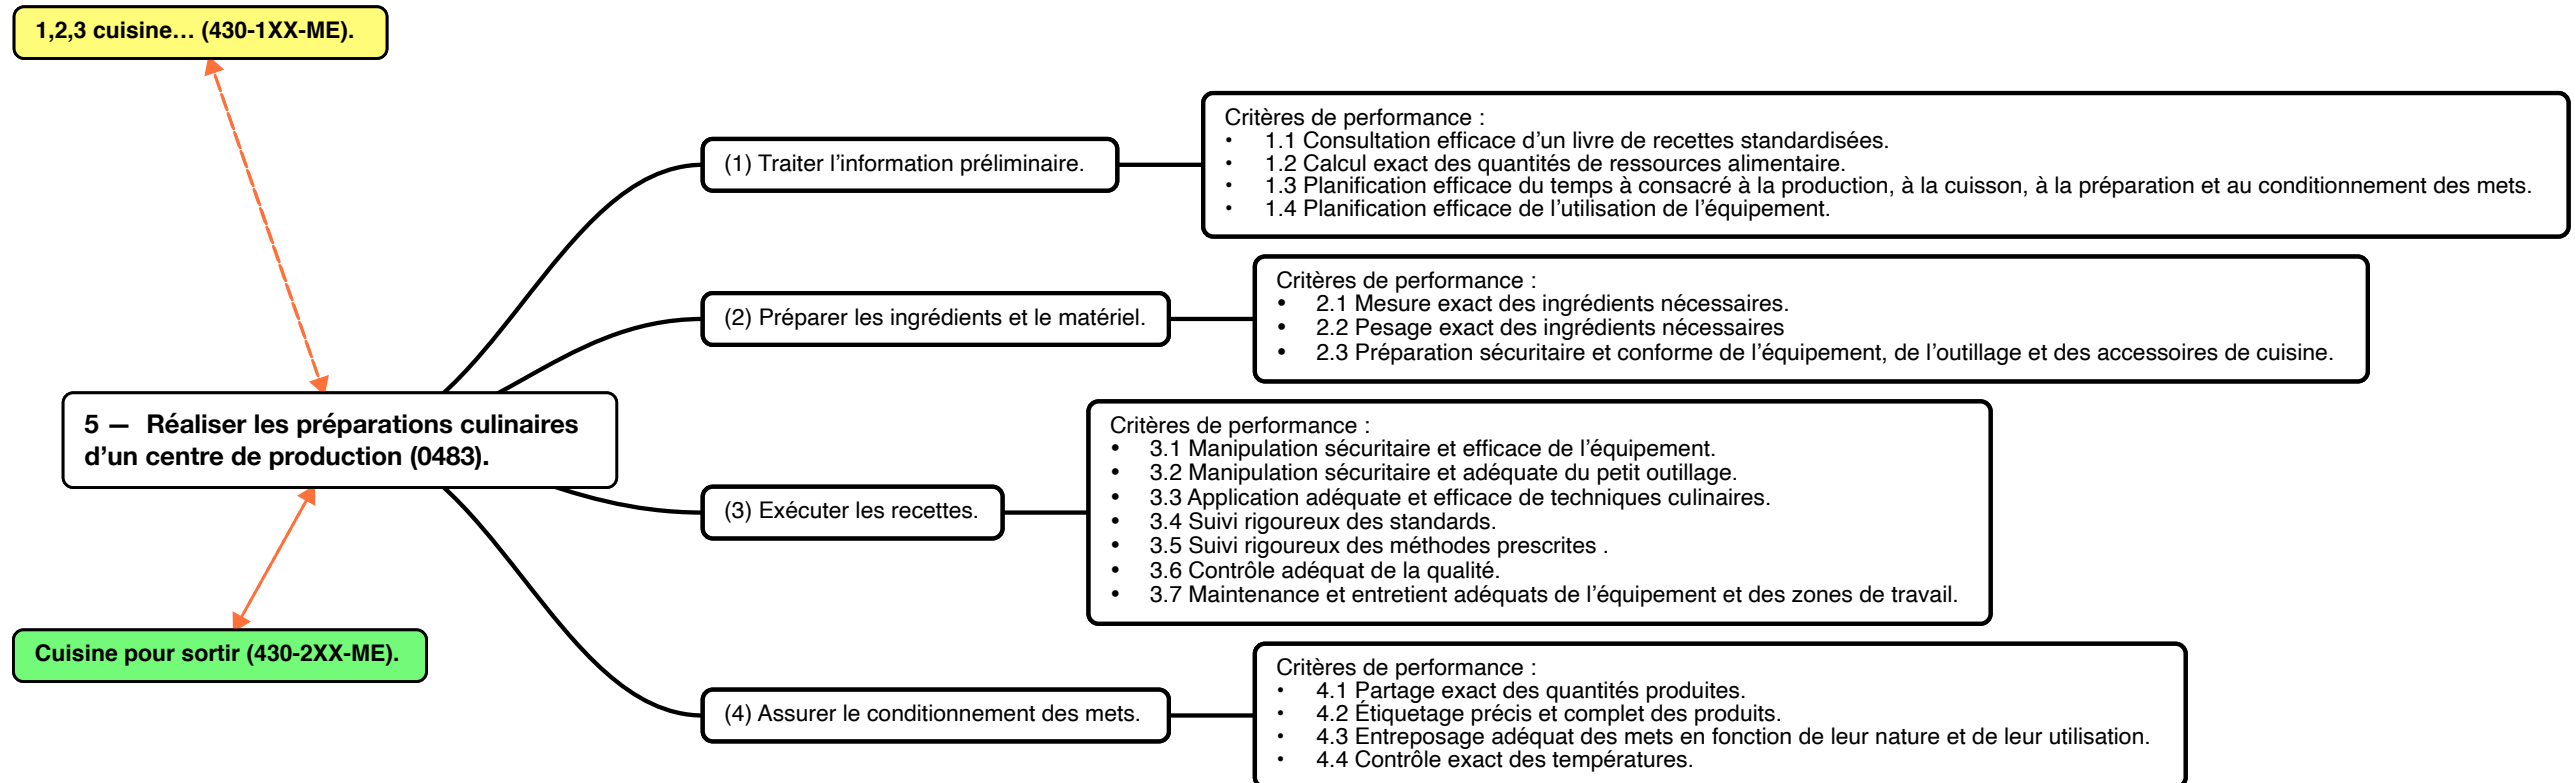 1,2,3 cuisine… (430-1XX-ME).
5 — Réaliser les préparations culinaires
d’un centre de production (0483).
Cuisine pour sortir (430-2XX-ME).
(1) Traiter l’information préliminaire.
Critères de performance :
• 1.1 Consultation efficace d’un livre de recettes standardisées.
• 1.2 Calcul exact des quantités de ressources alimentaire.
• 1.3 Planification efficace du temps à consacré à la production, à la cuisson, à la préparation et au conditionnement des mets.
• 1.4 Planification efficace de l’utilisation de l’équipement.
(2) Préparer les ingrédients et le matériel.
Critères de performance :
• 2.1 Mesure exact des ingrédients nécessaires.
• 2.2 Pesage exact des ingrédients nécessaires
• 2.3 Préparation sécuritaire et conforme de l’équipement, de l’outillage et des accessoires de cuisine.
(3) Exécuter les recettes.
Critères de performance :
• 3.1 Manipulation sécuritaire et efficace de l’équipement.
• 3.2 Manipulation sécuritaire et adéquate du petit outillage.
• 3.3 Application adéquate et efficace de techniques culinaires.
• 3.4 Suivi rigoureux des standards.
• 3.5 Suivi rigoureux des méthodes prescrites .
• 3.6 Contrôle adéquat de la qualité.
• 3.7 Maintenance et entretient adéquats de l’équipement et des zones de travail.
(4) Assurer le conditionnement des mets.
Critères de performance :
• 4.1 Partage exact des quantités produites.
• 4.2 Étiquetage précis et complet des produits.
• 4.3 Entreposage adéquat des mets en fonction de leur nature et de leur utilisation.
• 4.4 Contrôle exact des températures.